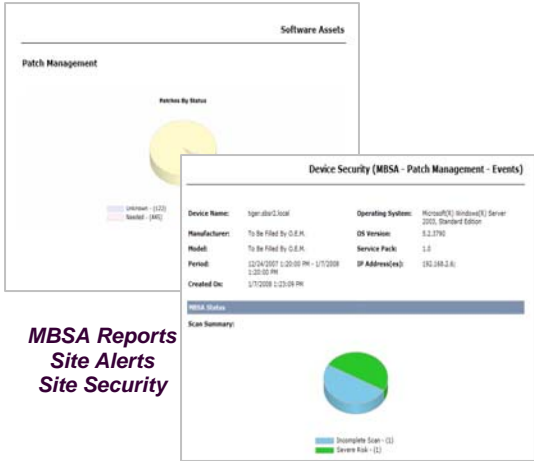 Software Assets
Patch Management
Patches By Status
Unknown - (122)
Needed - (445)
Device Security (MBSA - Patch Management - Events)
Device Name: tiger.sbsr2.local Operating System: Microsoft(R) Windows(R) Server 2003, Standard Edition
Manufacturer: To Be Filled By O.E.M. OS Version: 5.2.3790
Model: To Be Filled By O.E.M. Service Pack: 1.0
Period: 12/24/2007 1:20:00 PM - 1/7/2008 1:20:00 PM IP Address(es): 192.168.2.6;
Created On: 1/7/2008 1:23:09 PM
MBSA Status
Scan Summary:
Incomplete Scan - (1)
Severe Risk - (1)
MBSA Reports
Site Alerts
Site Security